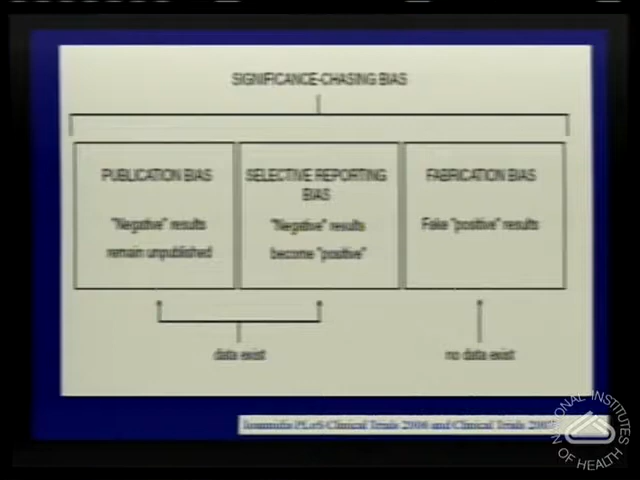 SIGNIFICANCE-CHASING BIAS
PUBLICATION BIAS
"Negative" results
remain unpublished
SELECTIVE REPORTING
BIAS
"Negative" results
become "positive"
FABRICATION BIAS
Fake "positive" results
data exist
no data exist
Ioannidis PLoS Clinical Trials 2006 and Clinical Trials 2007
NATIONAL INSTITUTES
OF HEALTH